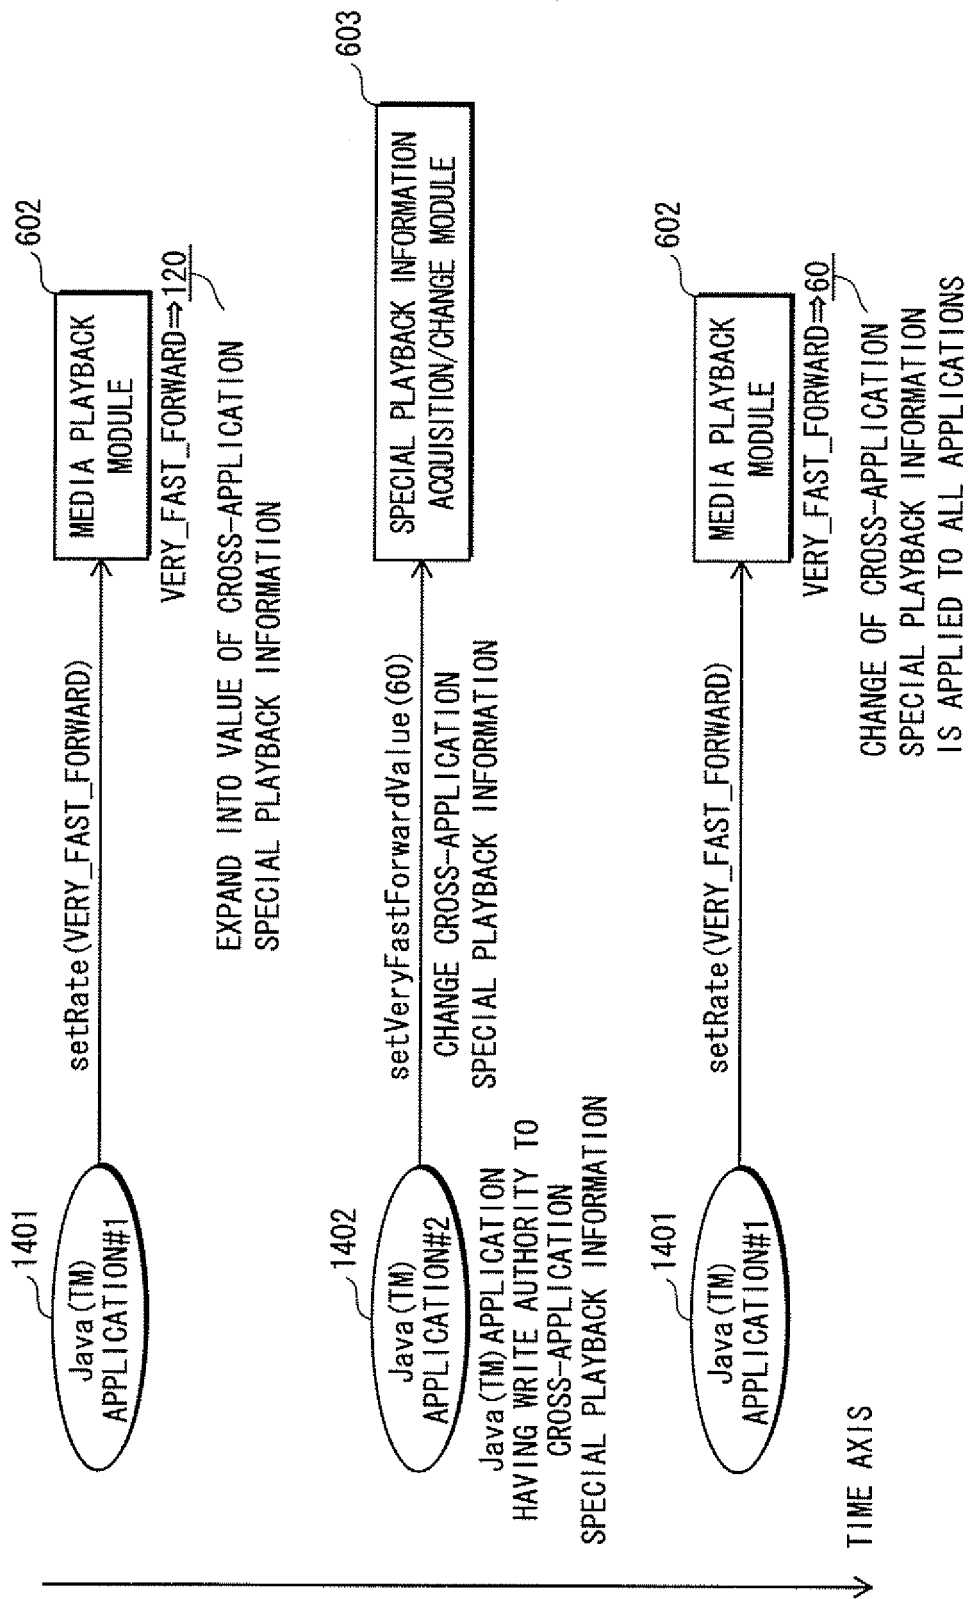 1401
Java(TM)
APPLICATION#1
setRate(VERY_FAST_FORWARD)
602
MEDIA PLAYBACK
MODULE
VERY_FAST_FORWARD⇒120
EXPAND INTO VALUE OF CROSS-APPLICATION
SPECIAL PLAYBACK INFORMATION
1402
Java(TM)
APPLICATION#2
Java(TM)APPLICATION
HAVING WRITE AUTHORITY TO
CROSS-APPLICATION
SPECIAL PLAYBACK INFORMATION
setVeryFastForwardValue(60)
CHANGE CROSS-APPLICATION
SPECIAL PLAYBACK INFORMATION
603
SPECIAL PLAYBACK INFORMATION
ACQUISITION/CHANGE MODULE
1401
Java(TM)
APPLICATION#1
setRate(VERY_FAST_FORWARD)
602
MEDIA PLAYBACK
MODULE
VERY_FAST_FORWARD⇒60
CHANGE OF CROSS-APPLICATION
SPECIAL PLAYBACK INFORMATION
IS APPLIED TO ALL APPLICATIONS
TIME AXIS